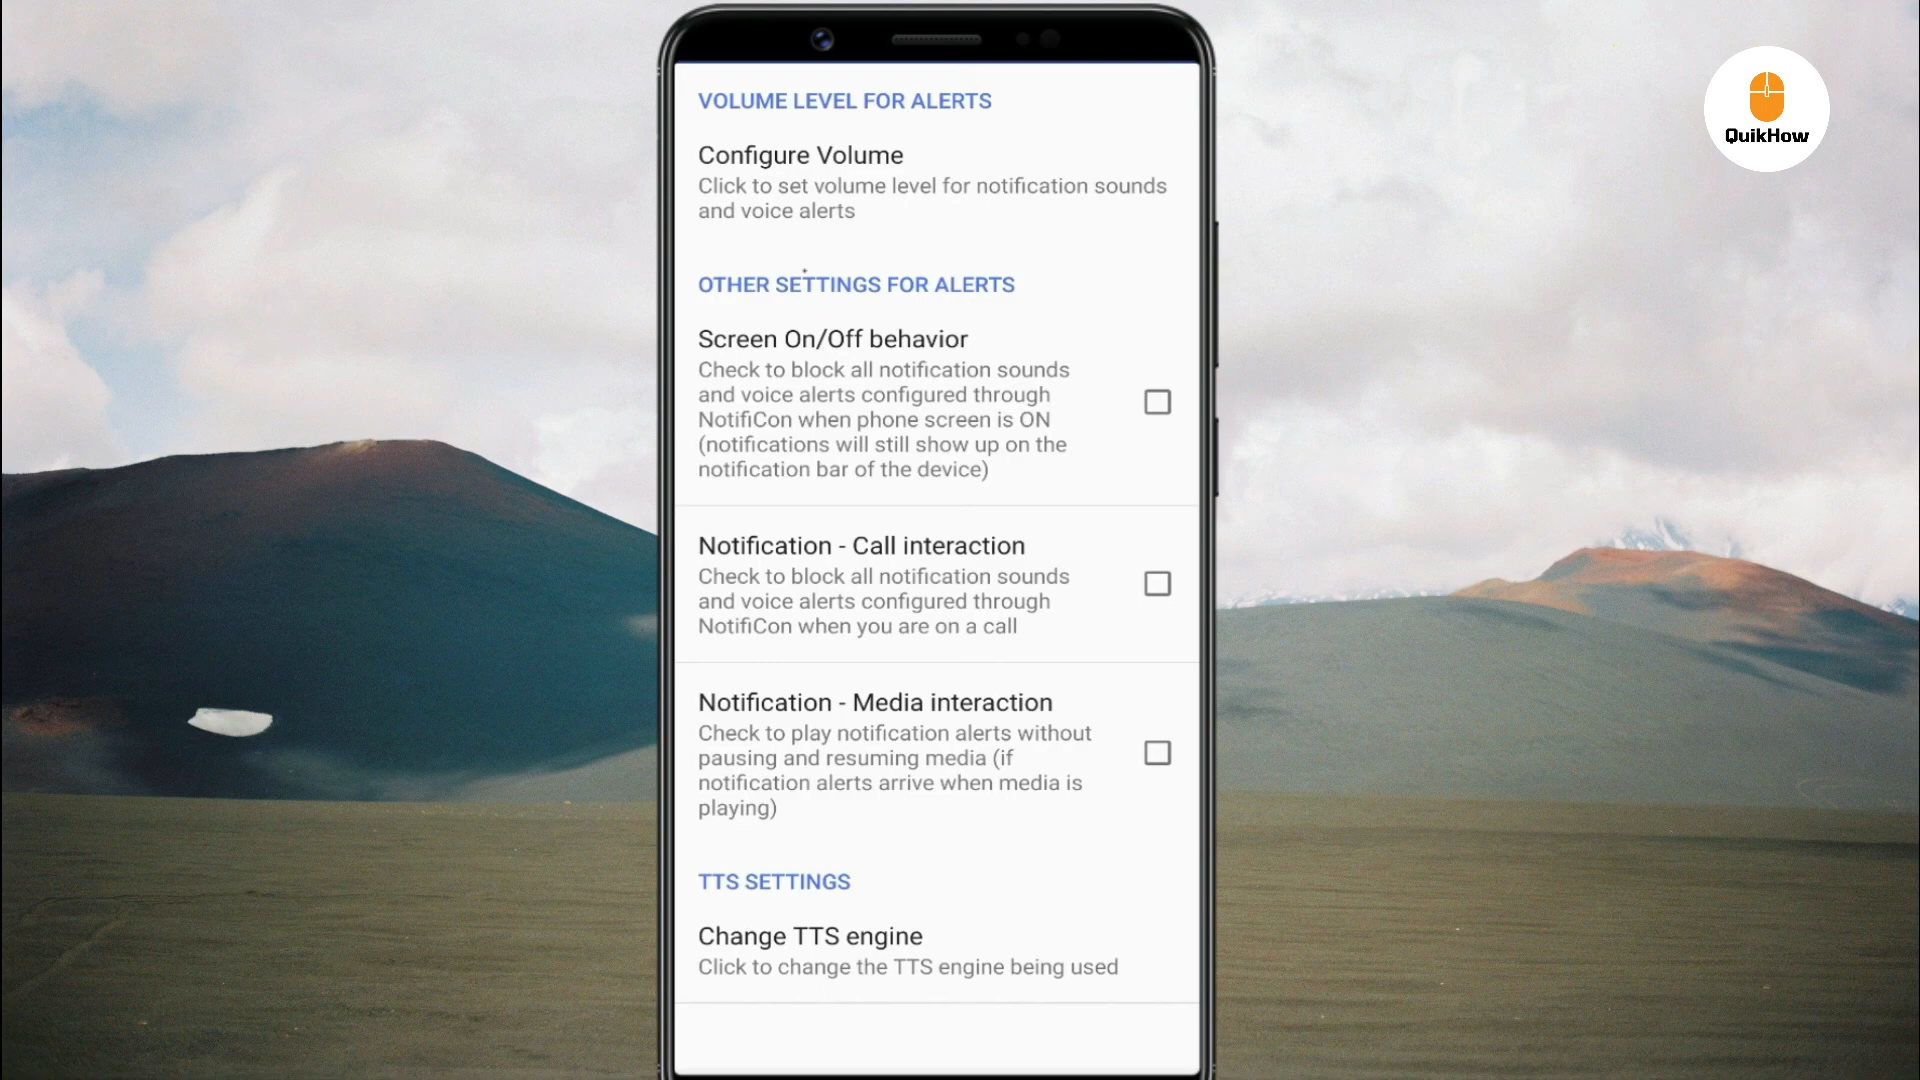 VOLUME LEVEL FOR ALERTS
Configure Volume
Click to set volume level for notification sounds
and voice alerts
OTHER SETTINGS FOR ALERTS
Screen On/Off behavior
Check to block all notification sounds
and voice alerts configured through
NotifiCon when phone screen is ON
(notifications will still show up on the
notification bar of the device)
Notification - Call interaction
Check to block all notification sounds
and voice alerts configured through
NotifiCon when you are on a call
Notification - Media interaction
Check to play notification alerts without
pausing and resuming media (if
notification alerts arrive when media is
playing)
TTS SETTINGS
Change TTS engine
Click to change the TTS engine being used
QuikHow